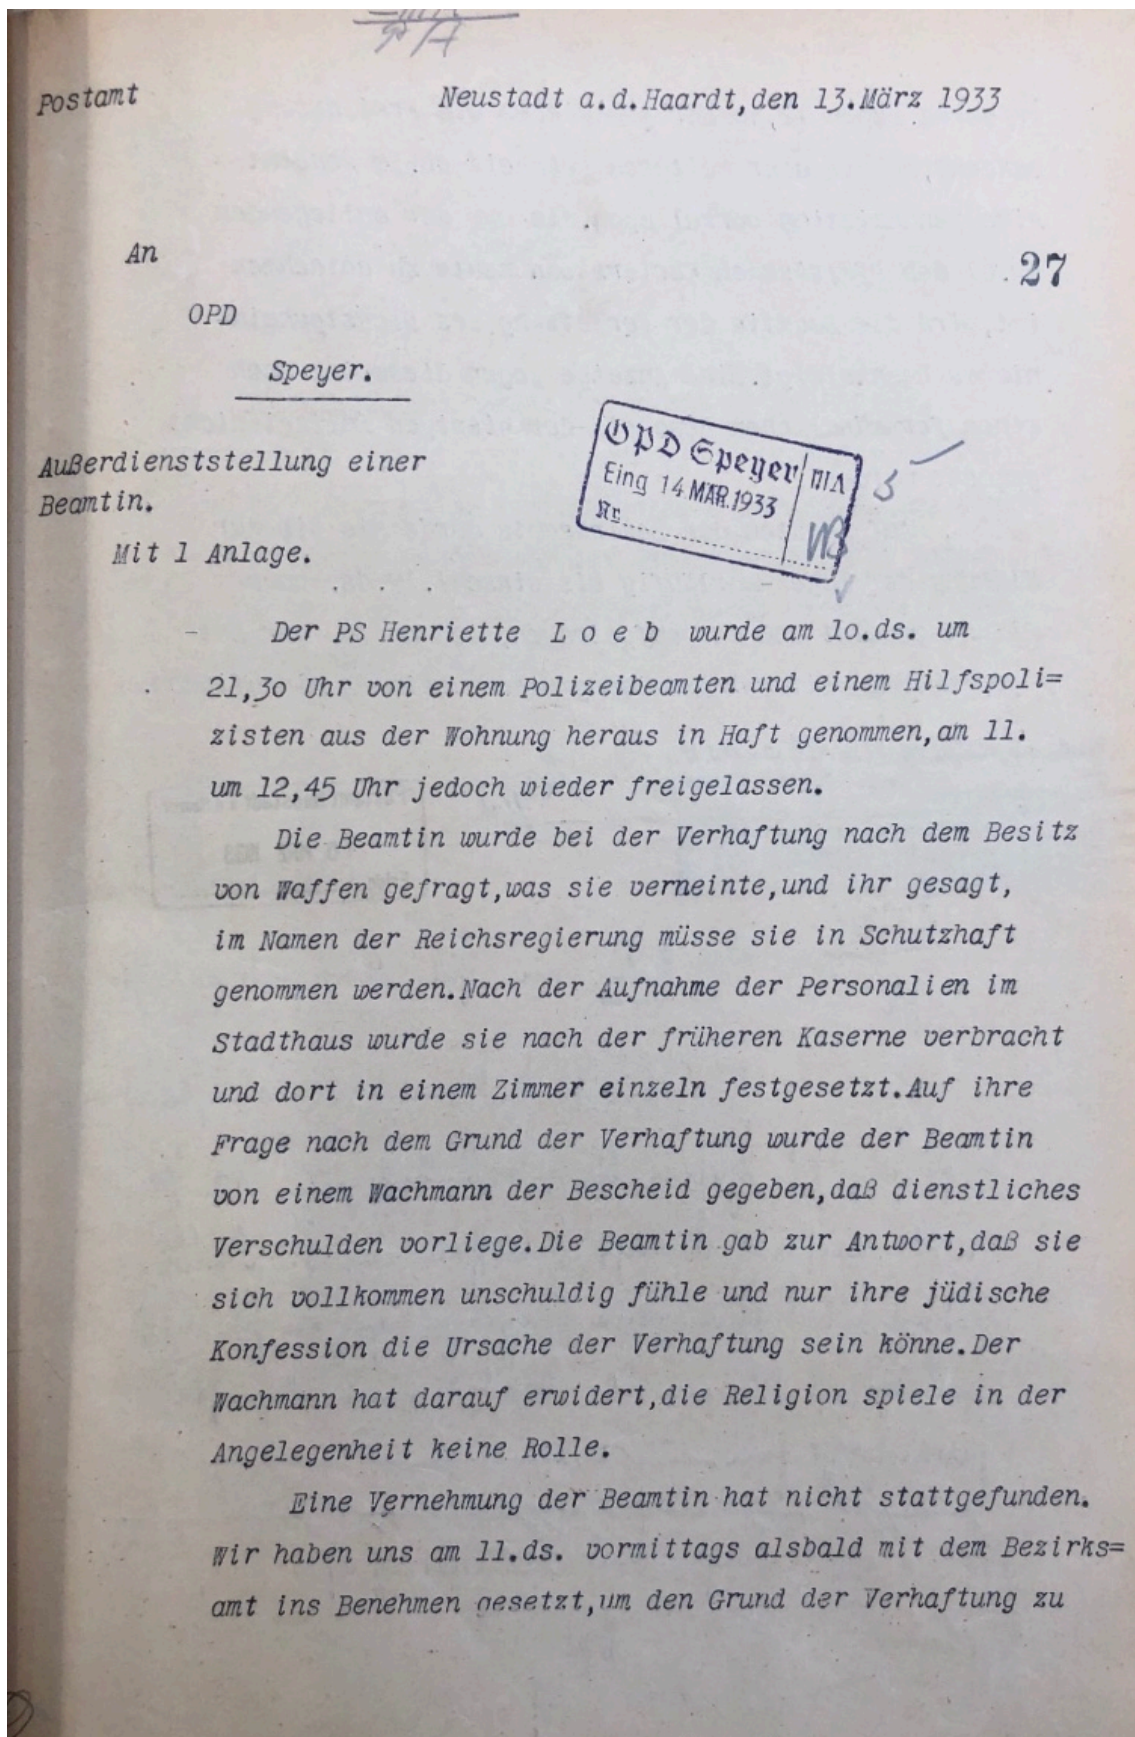 Postamt Neustadt a.d.Haardt,den 13.März 1933
An
27
OPD
Speyer.
Außerdienststellung einer
Beamtin.
Mit 1 Anlage.
OPD Speyer
Eing 14 MÄR.1933
Nr
Der PS Henriette L o e b wurde am lo.ds. um
21,3o Uhr von einem Polizeibeamten und einem Hilfspoli=
zisten aus der Wohnung heraus in Haft genommen,am 11.
um 12,45 Uhr jedoch wieder freigelassen.
Die Beamtin wurde bei der Verhaftung nach dem Besitz
von Waffen gefragt,was sie verneinte,und ihr gesagt,
im Namen der Reichsregierung müsse sie in Schutzhaft
genommen werden.Nach der Aufnahme der Personalien im
Stadthaus wurde sie nach der früheren Kaserne verbracht
und dort in einem Zimmer einzeln festgesetzt.Auf ihre
Frage nach dem Grund der Verhaftung wurde der Beamtin
von einem Wachmann der Bescheid gegeben,daß dienstliches
Verschulden vorliege.Die Beamtin gab zur Antwort,daß sie
sich vollkommen unschuldig fühle und nur ihre jüdische
Konfession die Ursache der Verhaftung sein könne.Der
Wachmann hat darauf erwidert,die Religion spiele in der
Angelegenheit keine Rolle.
Eine Vernehmung der Beamtin hat nicht stattgefunden.
Wir haben uns am 11.ds. vormittags alsbald mit dem Bezirks=
amt ins Benehmen gesetzt,um den Grund der Verhaftung zu